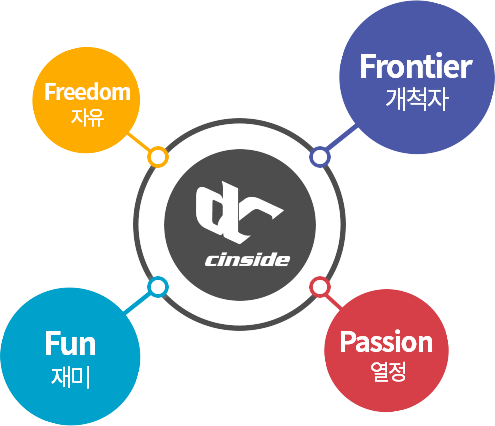 Freedom
자유
Frontier
개척자
dc
cinside
Fun
재미
Passion
열정